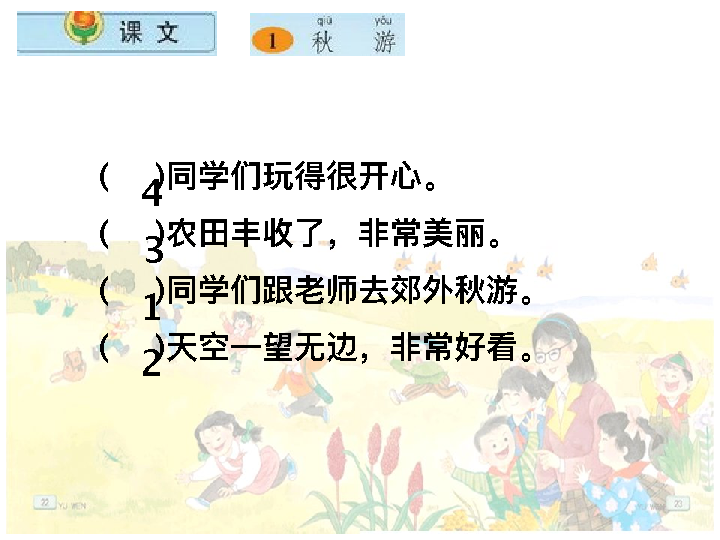 课 文
qiū yóu
1 秋 游
( 4 )同学们玩得很开心。
( 3 )农田丰收了，非常美丽。
( 1 )同学们跟老师去郊外秋游。
( 2 )天空一望无边，非常好看。
22 YU WEN
YU WEN 23